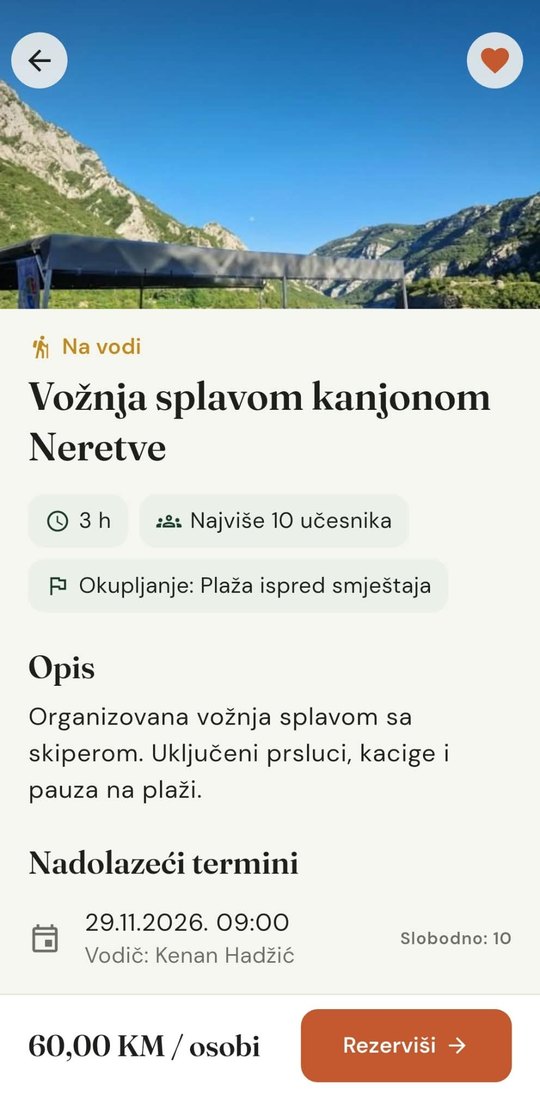 Na vodi
Vožnja splavom kanjonom
Neretve
3 h
Najviše 10 učesnika
Okupljanje: Plaža ispred smještaja
Opis
Organizovana vožnja splavom sa
skiperom. Uključeni prsluci, kacige i
pauza na plaži.
Nadolazeći termini
29.11.2026. 09:00
Vodič: Kenan Hadžić
Slobodno: 10
60,00 KM / osobi
Rezerviši →